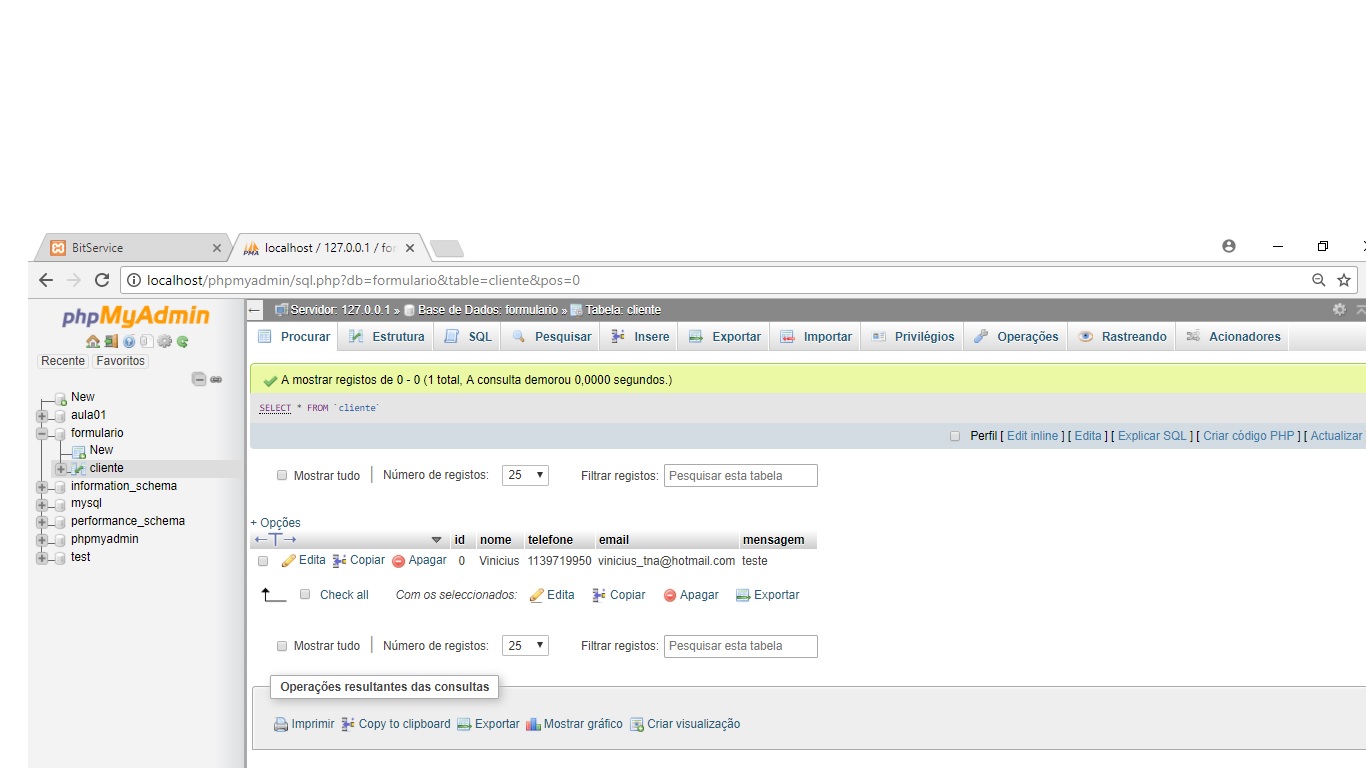 BitService
localhost / 127.0.0.1 / for
localhost/phpmyadmin/sql.php?db=formulario&table=cliente&pos=0
phpMyAdmin
Recente Favoritos
New
aula01
formulario
New
cliente
information_schema
mysql
performance_schema
phpmyadmin
test
Servidor: 127.0.0.1 » Base de Dados: formulario » Tabela: cliente
Procurar Estrutura SQL Pesquisar Insere Exportar Importar Privilégios Operações Rastreando Acionadores
A mostrar registos de 0 - 0 (1 total, A consulta demorou 0,0000 segundos.)
SELECT * FROM `cliente`
Perfil [ Edit inline ] [ Edita ] [ Explicar SQL ] [ Criar código PHP ] [ Actualizar
Mostrar tudo | Número de registos: 25 Filtrar registos: Pesquisar esta tabela
+ Opções
←T→ id nome telefone email mensagem
Edita Copiar Apagar 0 Vinicius 1139719950 vinicius_tna@hotmail.com teste
Check all Com os seleccionados: Edita Copiar Apagar Exportar
Mostrar tudo | Número de registos: 25 Filtrar registos: Pesquisar esta tabela
Operações resultantes das consultas
Imprimir Copy to clipboard Exportar Mostrar gráfico Criar visualização